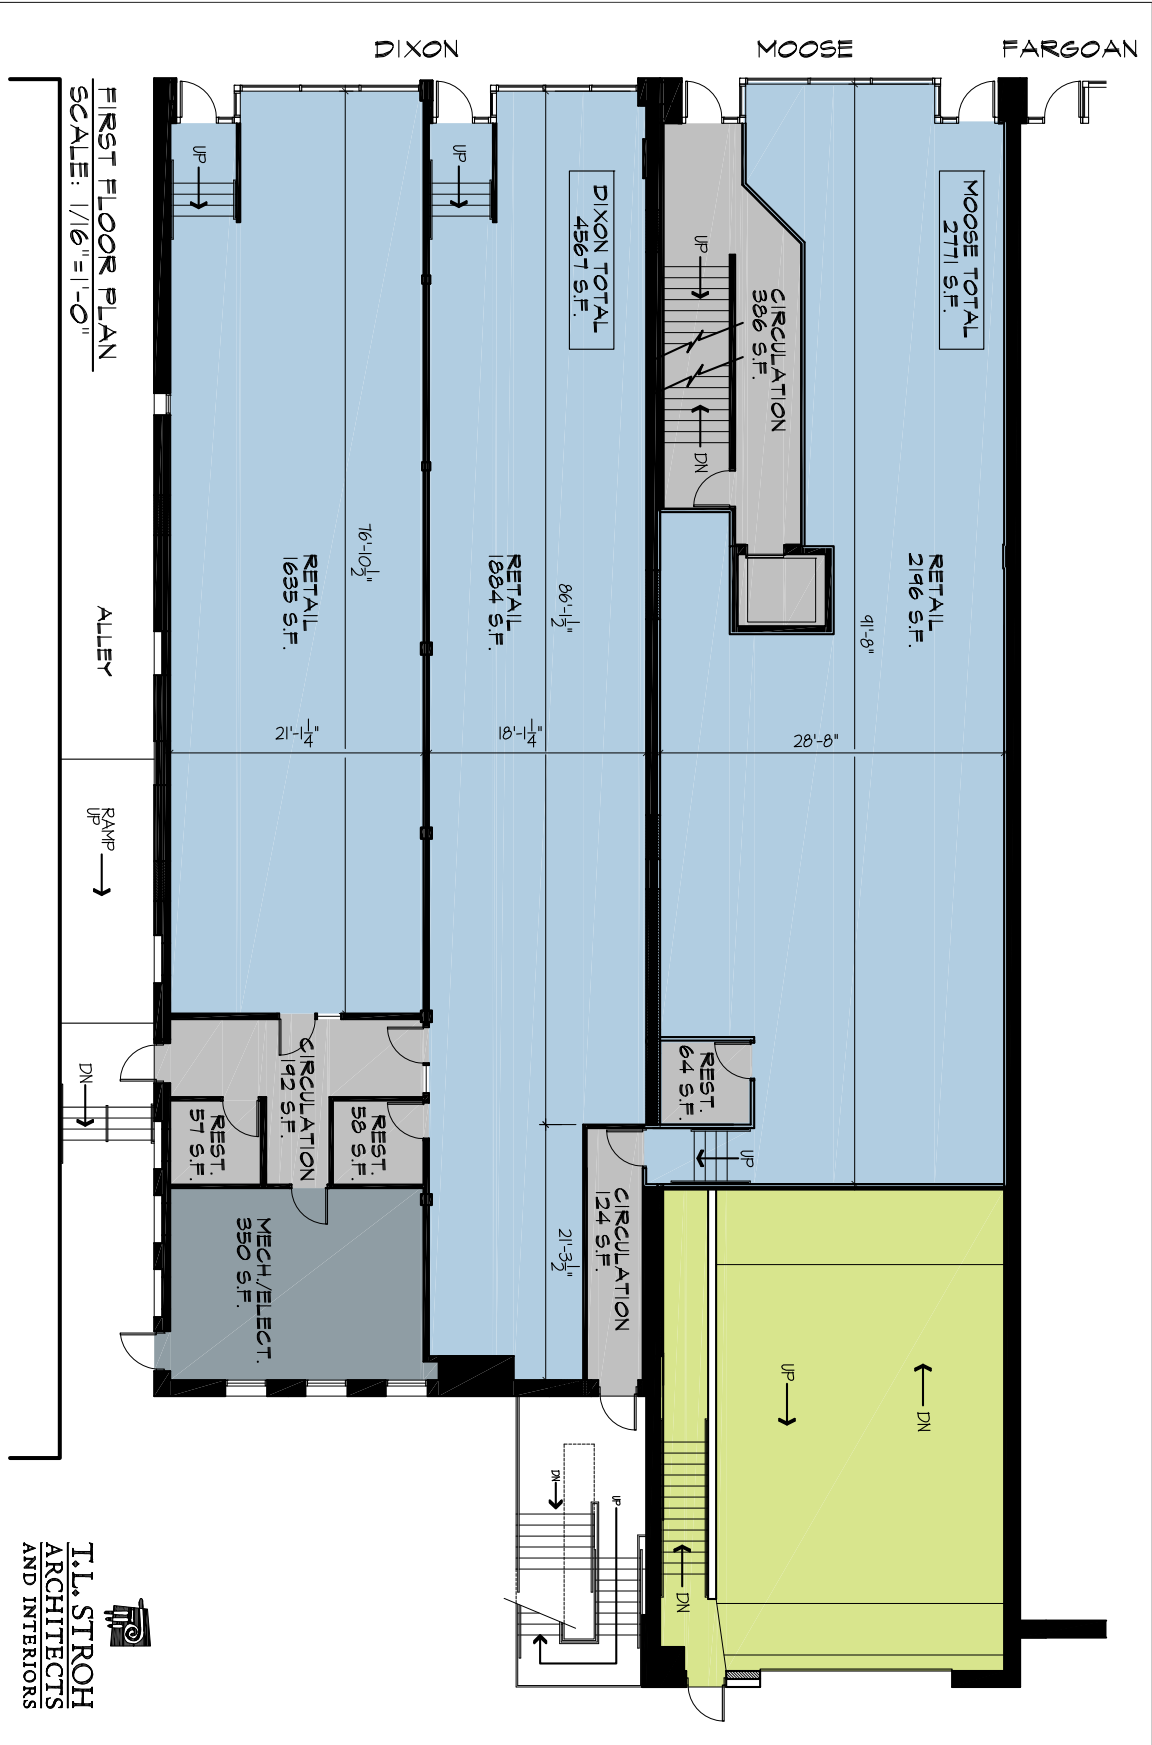 DIXON
MOOSE
FARGOAN
FIRST FLOOR PLAN
SCALE: 1/16"=1'-0"
UP
UP
DIXON TOTAL
4567 S.F.
UP
CIRCULATION
386 S.F.
DN
MOOSE TOTAL
2771 S.F.
RETAIL
1635 S.F.
76'-10 1/2"
RETAIL
1884 S.F.
86'-1 1/2"
RETAIL
2196 S.F.
91'-8"
ALLEY
21'-1 1/4"
18'-1 1/4"
28'-8"
RAMP
UP
DN
CIRCULATION
192 S.F.
REST.
57 S.F.
REST.
58 S.F.
REST.
64 S.F.
UP
MECH./ELECT.
350 S.F.
21'-3 1/2"
CIRCULATION
124 S.F.
UP
DN
DN
UP
DN
T.L. STROH
ARCHITECTS
AND INTERIORS